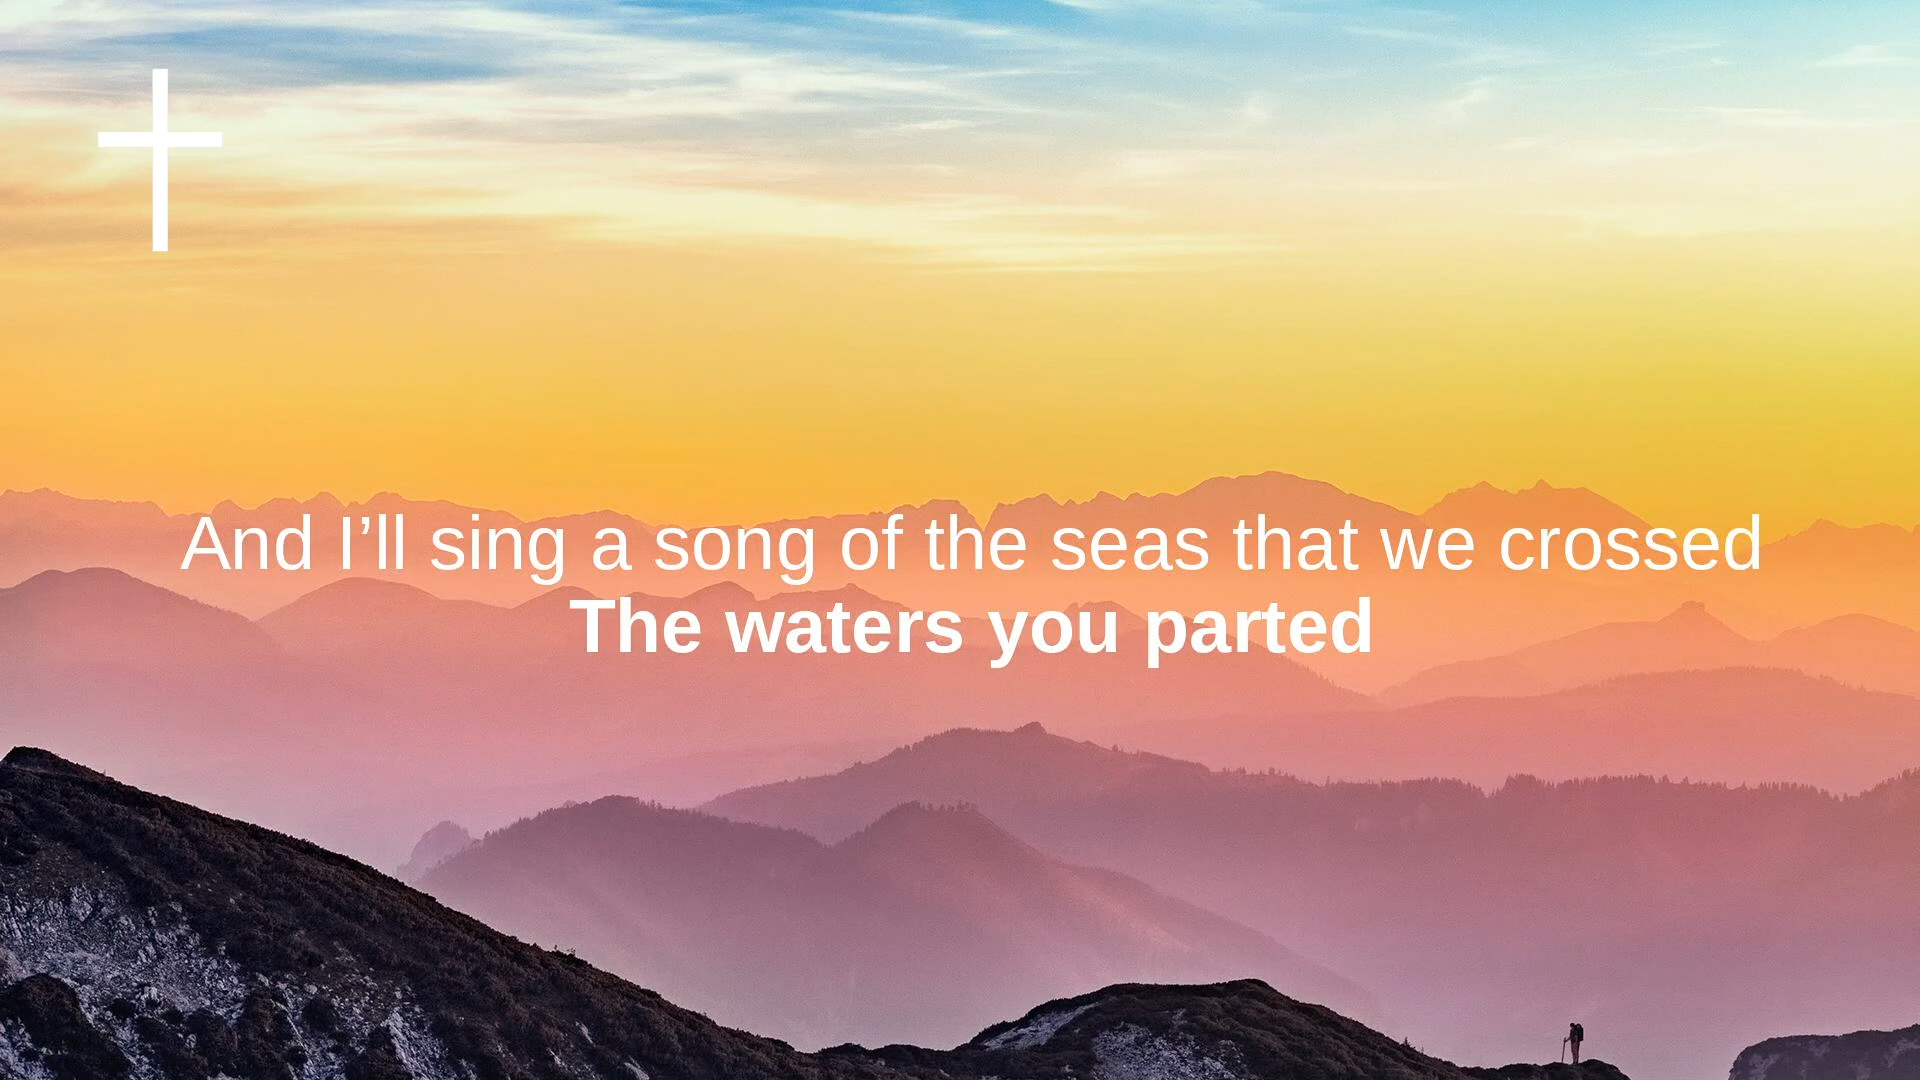 And I’ll sing a song of the seas that we crossed
The waters you parted